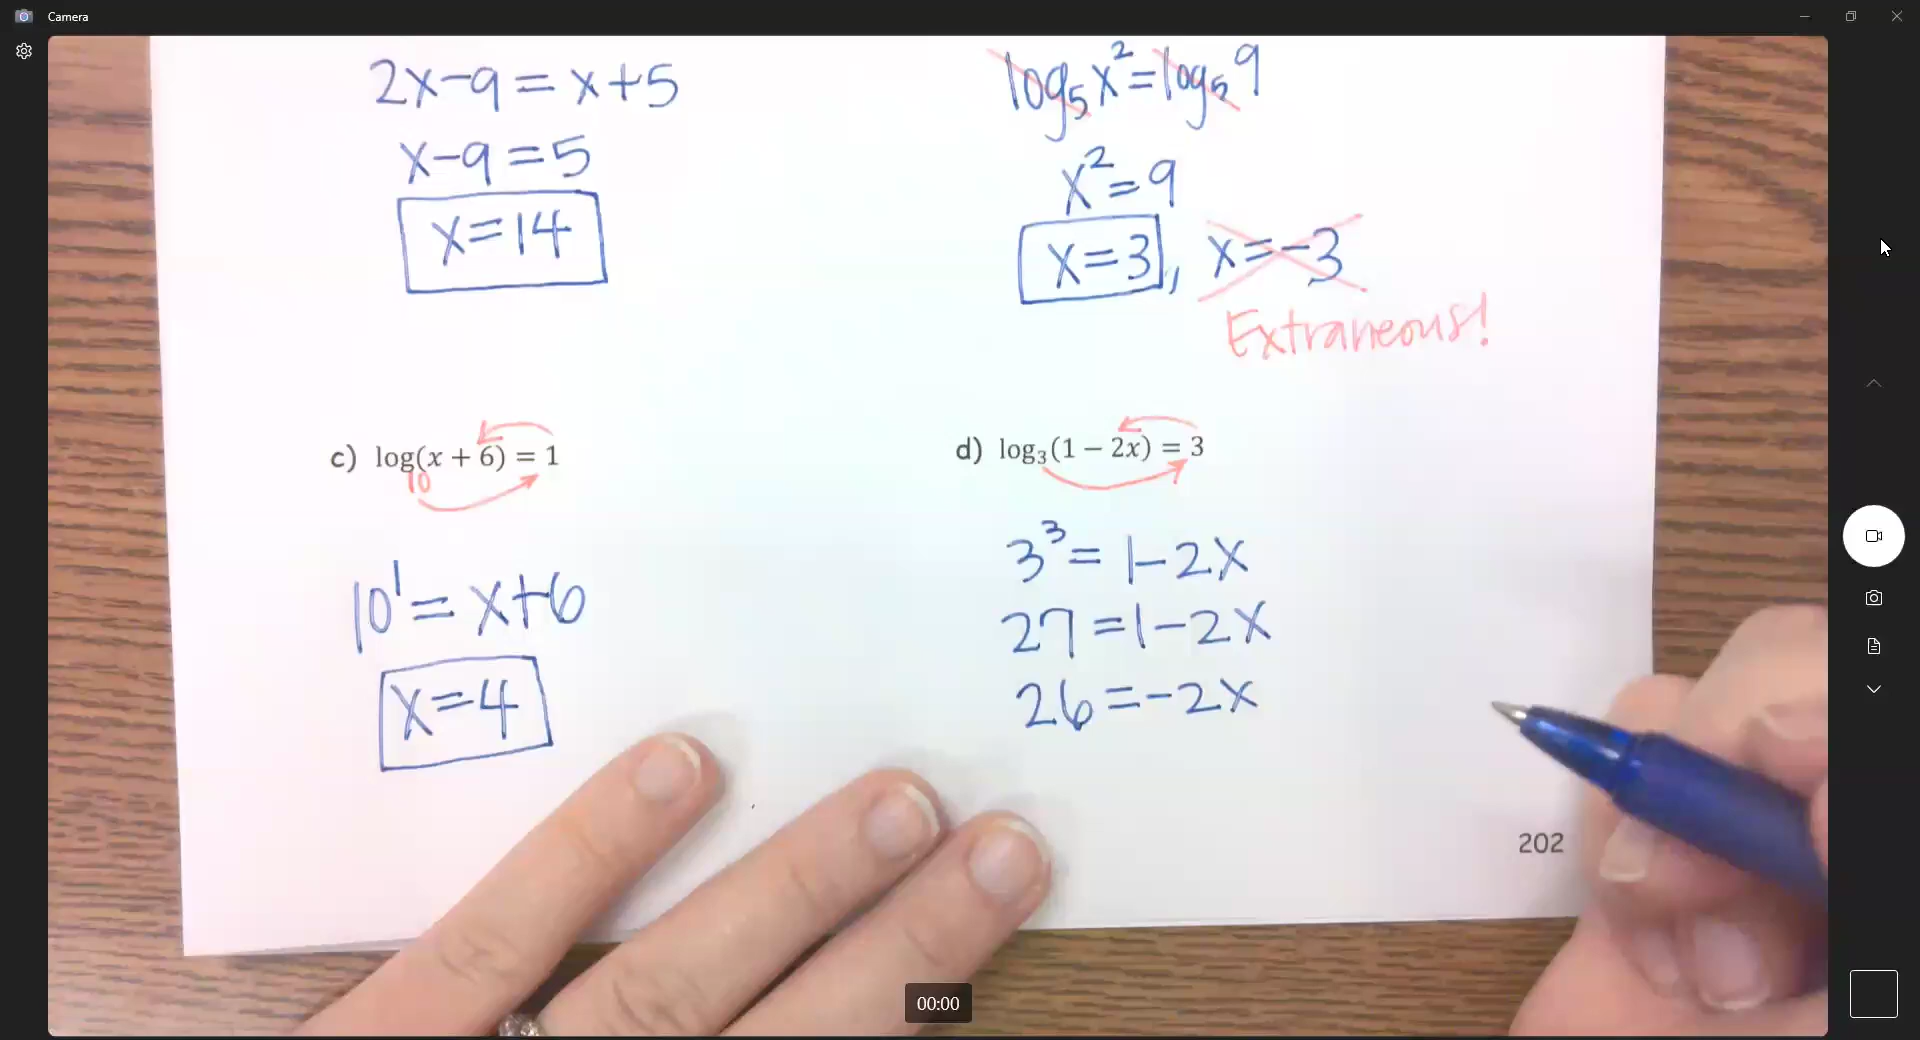 Camera
2x-9=x+5
x-9=5
x=14
log₅x²=log₅9
x²=9
x=3, x=-3
Extraneous!
c) log(x + 6) = 1
10
10¹=x+6
x=4
d) log₃(1 − 2x) = 3
3³=1-2x
27=1-2x
26=-2x
202
00:00